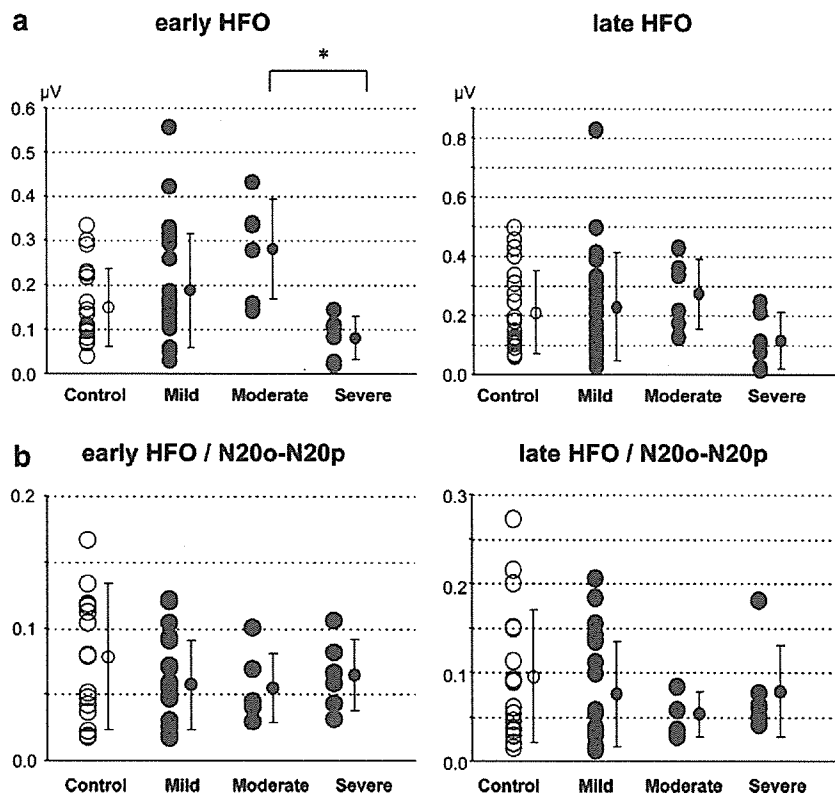 a
early HFO
late HFO
*
µV
0.6
0.5
0.4
0.3
0.2
0.1
0.0
Control Mild Moderate Severe
µV
0.8
0.6
0.4
0.2
0.0
Control Mild Moderate Severe
b
early HFO / N20o-N20p
late HFO / N20o-N20p
0.2
0.1
0.0
Control Mild Moderate Severe
0.3
0.2
0.1
0.0
Control Mild Moderate Severe